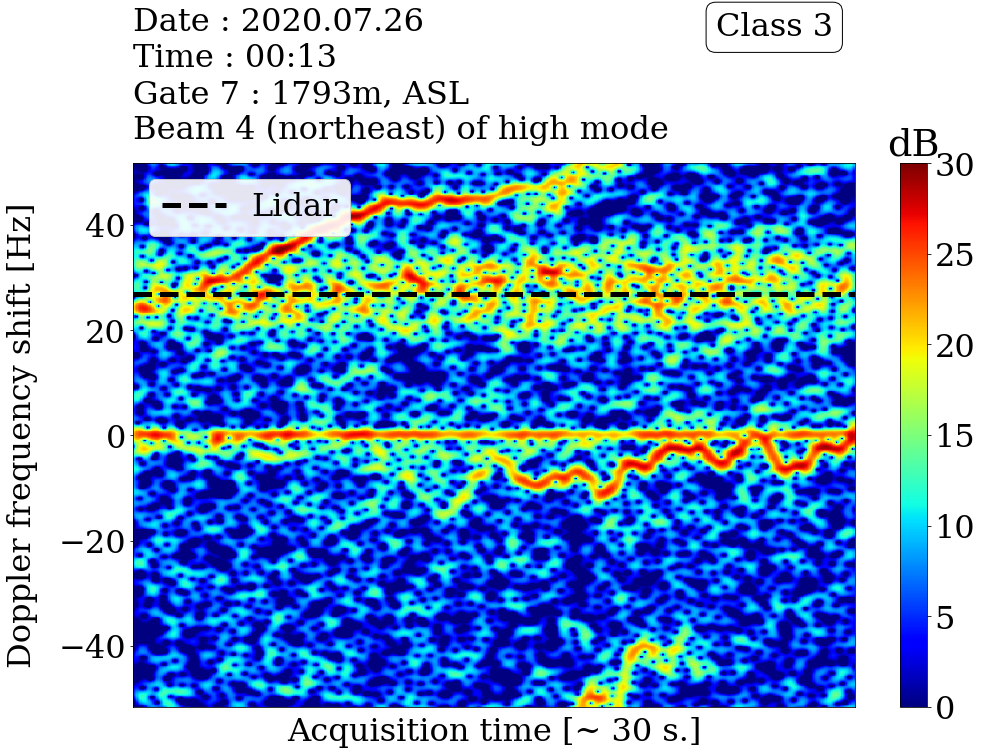 Date : 2020.07.26
Class 3
Time : 00:13
Gate 7 : 1793m, ASL
Beam 4 (northeast) of high mode
dB
Lidar
Doppler frequency shift [Hz]
40
20
0
−20
−40
30
25
20
15
10
5
0
Acquisition time [~ 30 s.]